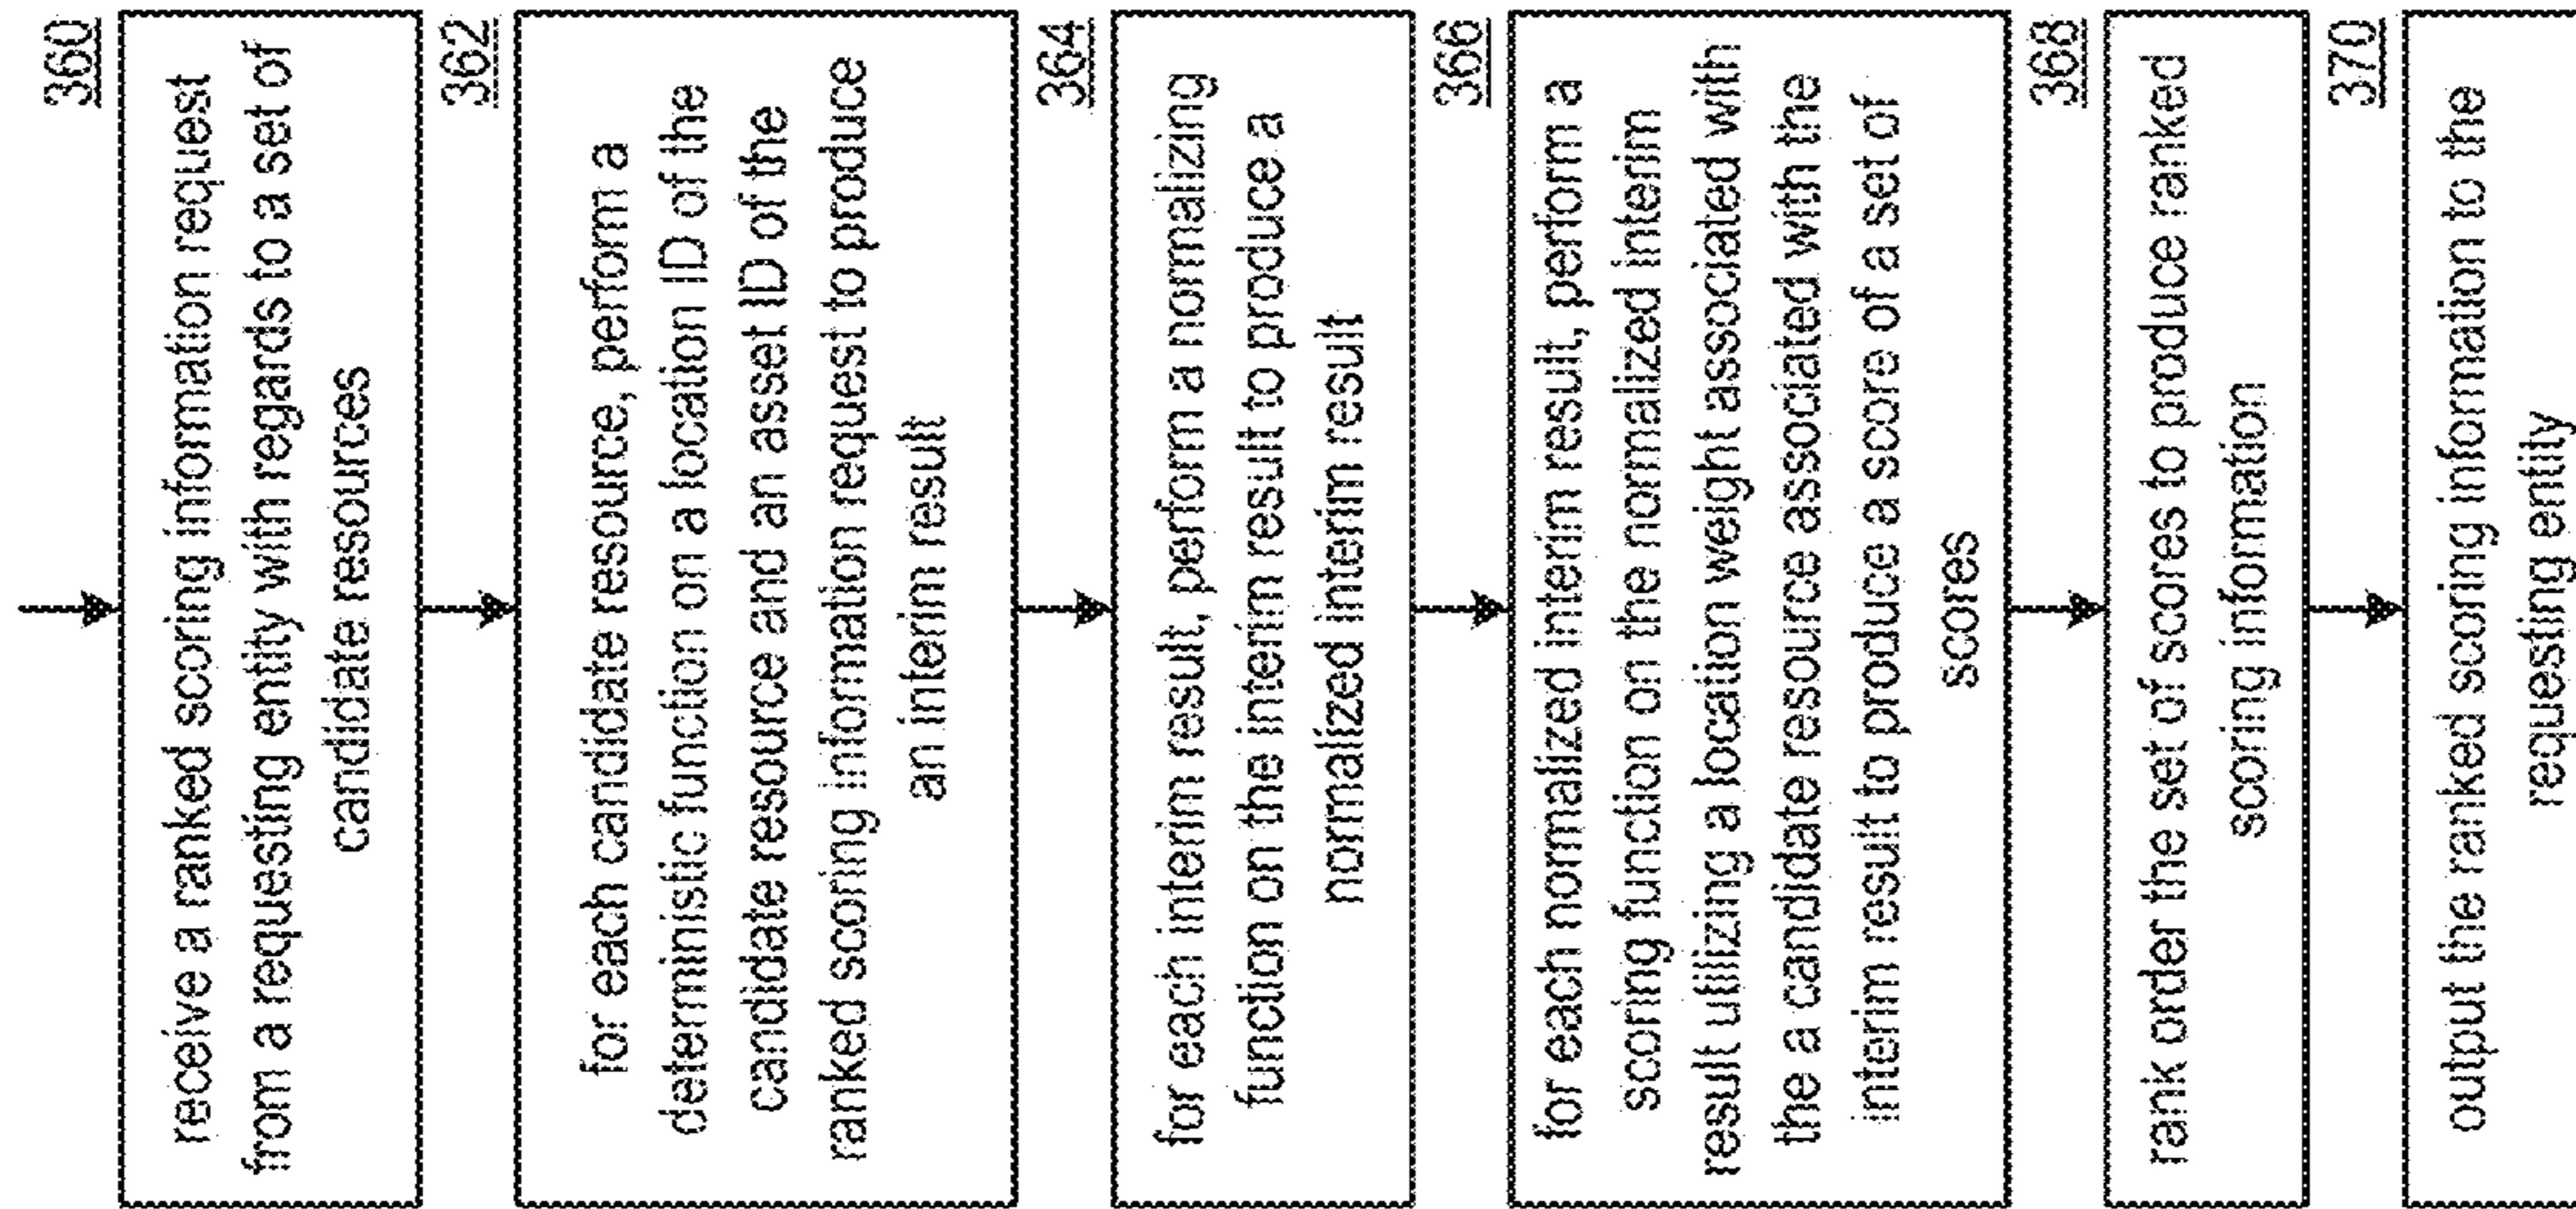 360
receive a ranked scoring information request
from a requesting entity with regards to a set of
candidate resources
362
for each candidate resource, perform a
deterministic function on a location ID of the
candidate resource and an asset ID of the
ranked scoring information request to produce
an interim result
364
for each interim result, perform a normalizing
function on the interim result to produce a
normalized interim result
366
for each normalized interim result, perform a
scoring function on the normalized interim
result utilizing a location weight associated with
the a candidate resource associated with the
interim result to produce a score of a set of
scores
368
rank order the set of scores to produce ranked
scoring information
370
output the ranked scoring information to the
requesting entity